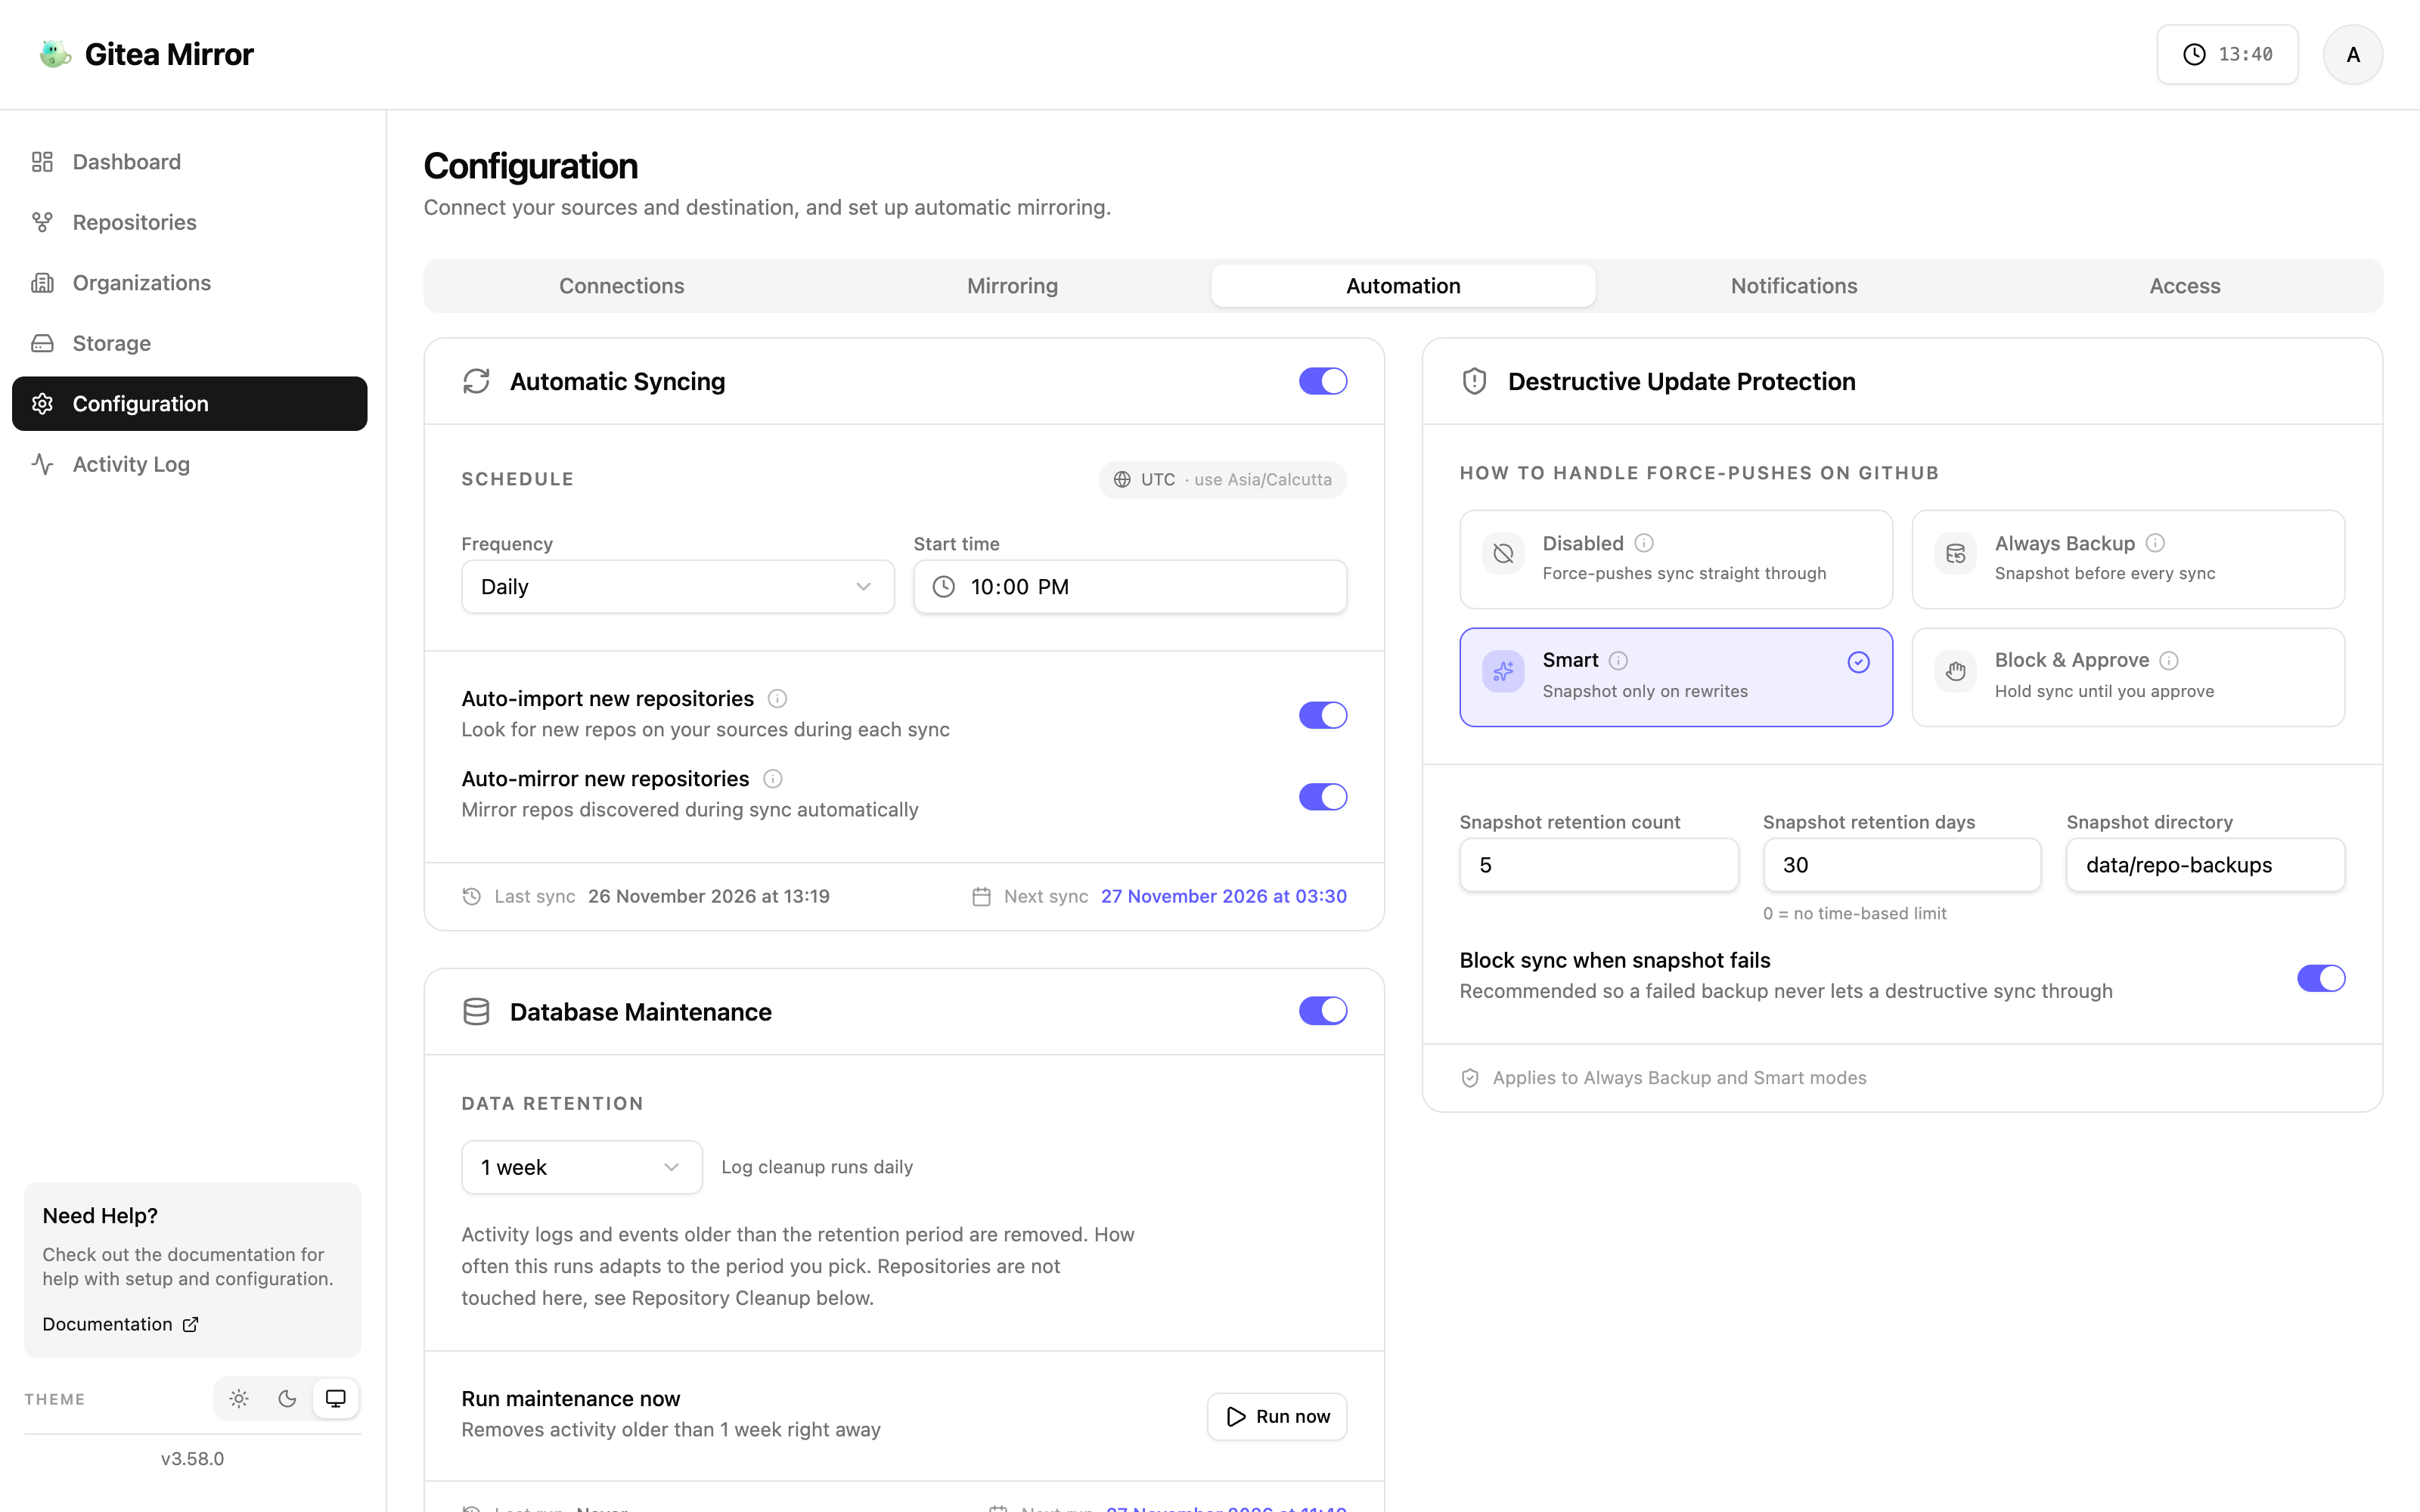 Gitea Mirror
13:40
A
Dashboard
Repositories
Organizations
Storage
Configuration
Activity Log
Need Help?
Check out the documentation for
help with setup and configuration.
Documentation
THEME
v3.58.0
Configuration
Connect your sources and destination, and set up automatic mirroring.
Connections
Mirroring
Automation
Notifications
Access
Automatic Syncing
SCHEDULE
UTC · use Asia/Calcutta
Frequency
Start time
Daily
10:00 PM
Auto-import new repositories
Look for new repos on your sources during each sync
Auto-mirror new repositories
Mirror repos discovered during sync automatically
Last sync 26 November 2026 at 13:19
Next sync 27 November 2026 at 03:30
Database Maintenance
DATA RETENTION
1 week
Log cleanup runs daily
Activity logs and events older than the retention period are removed. How
often this runs adapts to the period you pick. Repositories are not
touched here, see Repository Cleanup below.
Run maintenance now
Removes activity older than 1 week right away
Run now
Last run Never
Next run 27 November 2026 at 11:49
Destructive Update Protection
HOW TO HANDLE FORCE-PUSHES ON GITHUB
Disabled
Force-pushes sync straight through
Always Backup
Snapshot before every sync
Smart
Snapshot only on rewrites
Block & Approve
Hold sync until you approve
Snapshot retention count
Snapshot retention days
Snapshot directory
5
30
data/repo-backups
0 = no time-based limit
Block sync when snapshot fails
Recommended so a failed backup never lets a destructive sync through
Applies to Always Backup and Smart modes